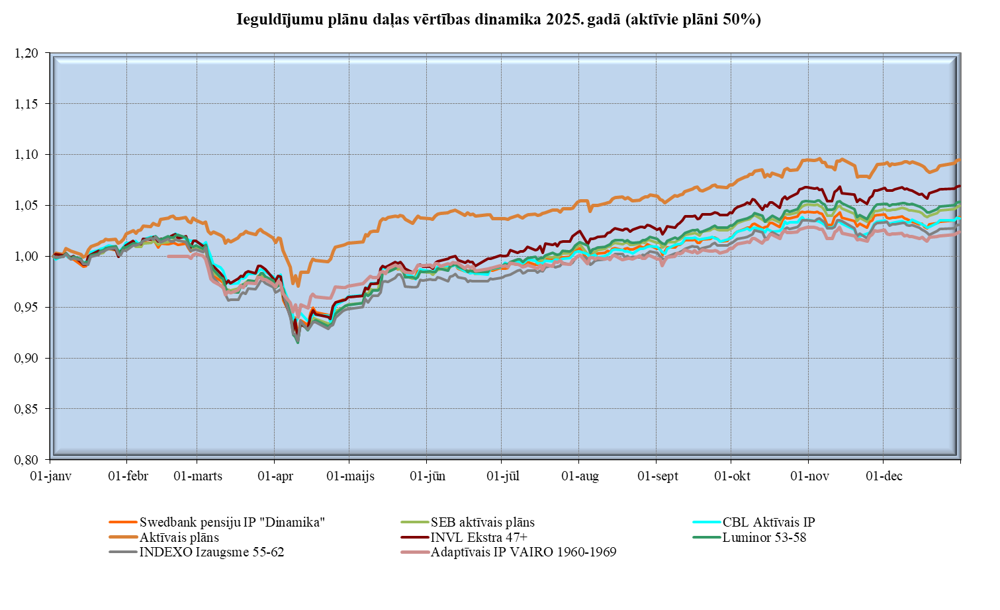 Ieguldījumu plānu daļas vērtības dinamika 2025. gadā (aktīvie plāni 50%)
1,20
1,15
1,10
1,05
1,00
0,95
0,90
0,85
0,80
01-janv 01-febr 01-marts 01-apr 01-maijs 01-jūn 01-jūl 01-aug 01-sept 01-okt 01-nov 01-dec
Swedbank pensiju IP "Dinamika" SEB aktīvais plāns CBL Aktīvais IP
Aktīvais plāns INVL Ekstra 47+ Luminor 53-58
INDEXO Izaugsme 55-62 Adaptīvais IP VAIRO 1960-1969